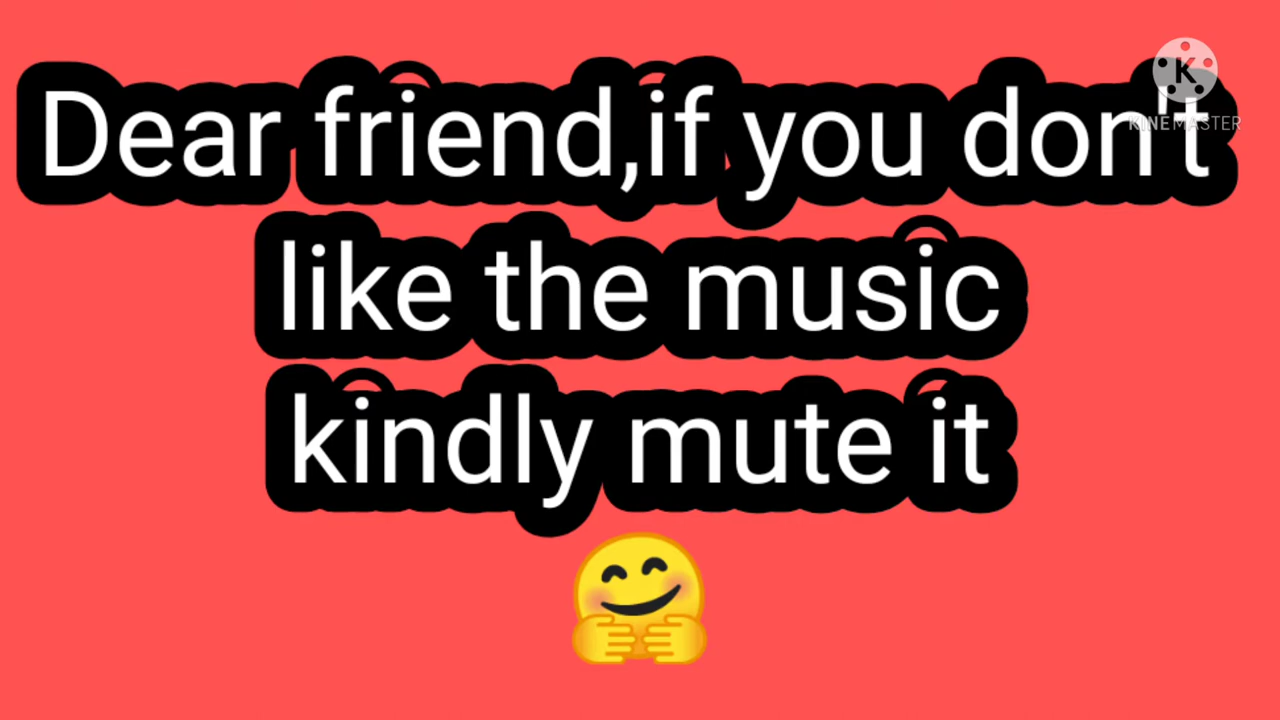 Dear friend,if you don't
like the music
kindly mute it
K
KINEMASTER